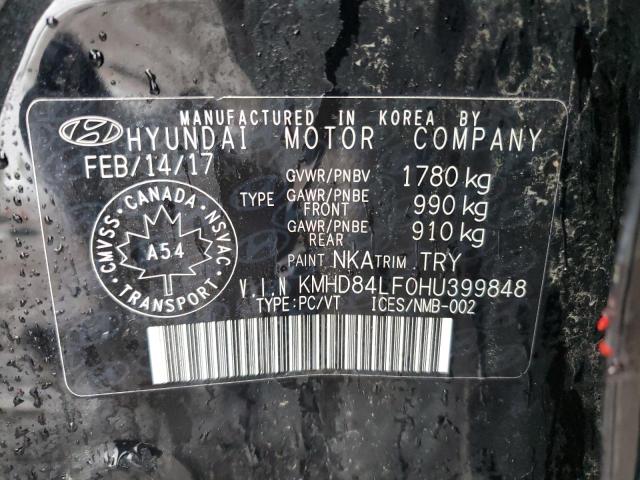 MANUFACTURED IN KOREA BY
HYUNDAI MOTOR COMPANY
FEB/14/17
GVWR/PNBV 1780 kg
TYPE GAWR/PNBE FRONT 990 kg
GAWR/PNBE REAR 910 kg
CMVSS · CANADA · NSVAC
A54
TRANSPORT
PAINT NKA TRIM TRY
V.I.N KMHD84LF0HU399848
TYPE:PC/VT ICES/NMB-002